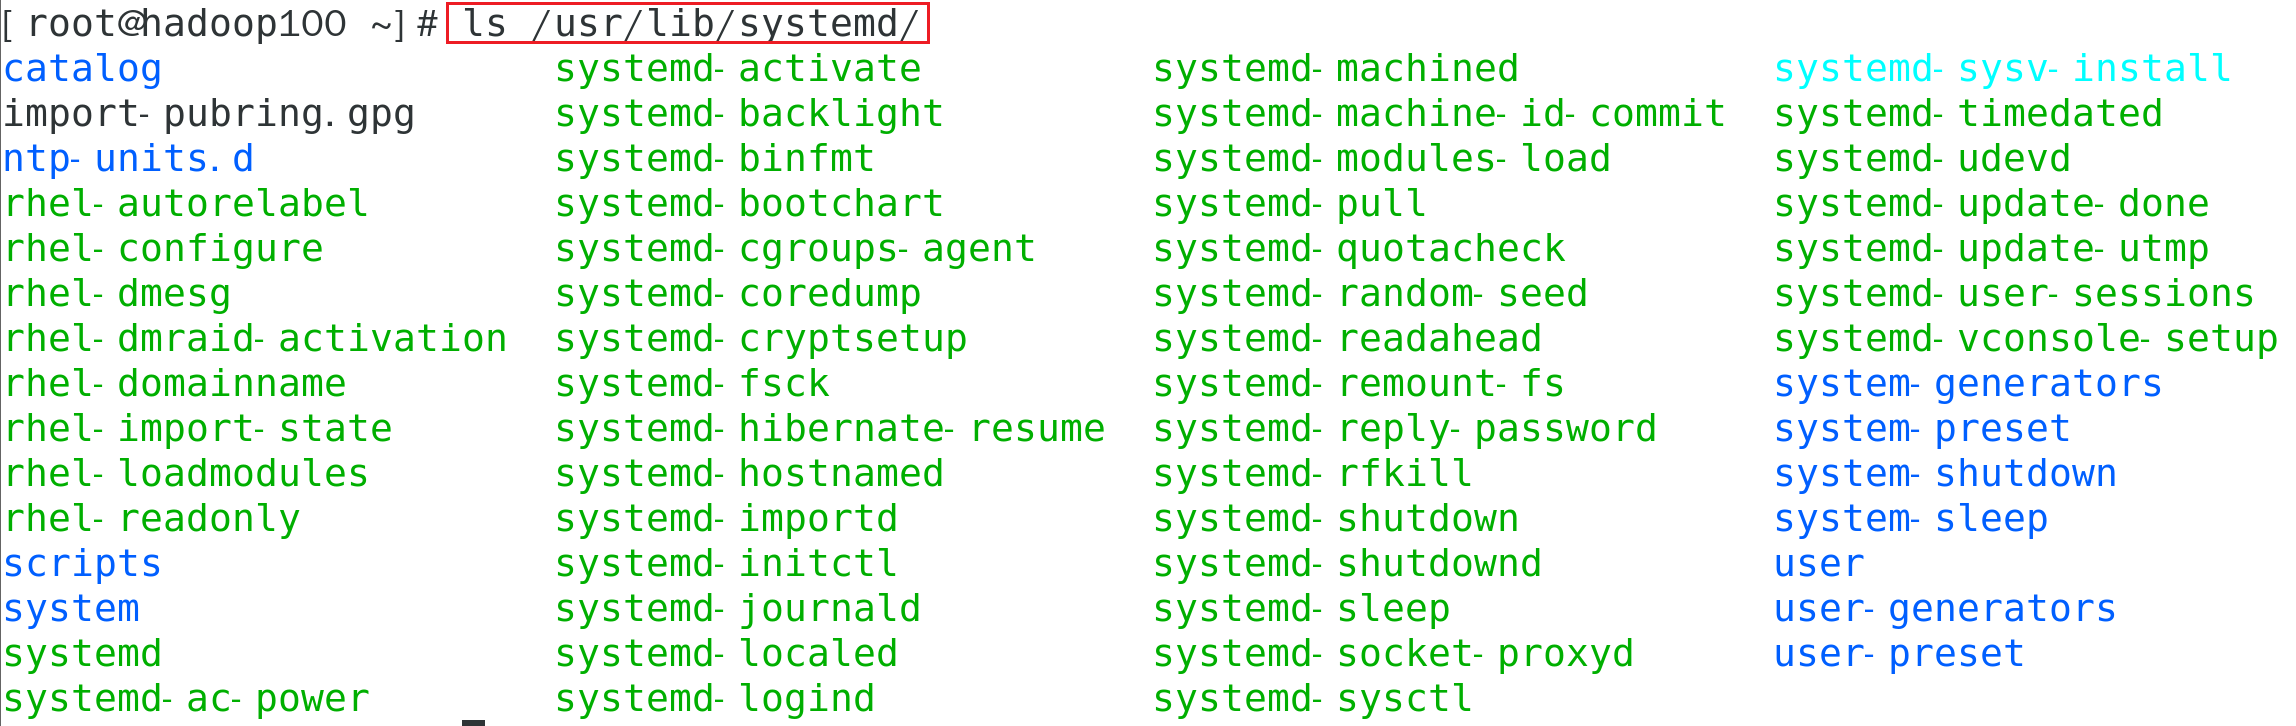 [root@hadoop100 ~]# ls /usr/lib/systemd/
catalog systemd-activate systemd-machined systemd-sysv-install
import-pubring.gpg systemd-backlight systemd-machine-id-commit systemd-timedated
ntp-units.d systemd-binfmt systemd-modules-load systemd-udevd
rhel-autorelabel systemd-bootchart systemd-pull systemd-update-done
rhel-configure systemd-cgroups-agent systemd-quotacheck systemd-update-utmp
rhel-dmesg systemd-coredump systemd-random-seed systemd-user-sessions
rhel-dmraid-activation systemd-cryptsetup systemd-readahead systemd-vconsole-setup
rhel-domainname systemd-fsck systemd-remount-fs system-generators
rhel-import-state systemd-hibernate-resume systemd-reply-password system-preset
rhel-loadmodules systemd-hostnamed systemd-rfkill system-shutdown
rhel-readonly systemd-importd systemd-shutdown system-sleep
scripts systemd-initctl systemd-shutdownd user
system systemd-journald systemd-sleep user-generators
systemd systemd-localed systemd-socket-proxyd user-preset
systemd-ac-power systemd-logind systemd-sysctl